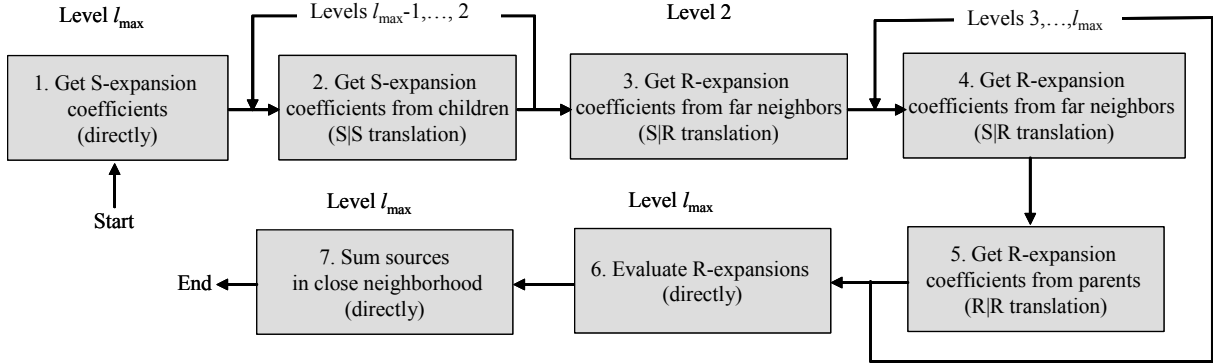 Level l_max
Levels l_max-1,…, 2
Level 2
Levels 3,…,l_max
1. Get S-expansion
coefficients
(directly)
2. Get S-expansion
coefficients from children
(S|S translation)
3. Get R-expansion
coefficients from far neighbors
(S|R translation)
4. Get R-expansion
coefficients from far neighbors
(S|R translation)
Start
Level l_max
7. Sum sources
in close neighborhood
(directly)
End
Level l_max
6. Evaluate R-expansions
(directly)
5. Get R-expansion
coefficients from parents
(R|R translation)